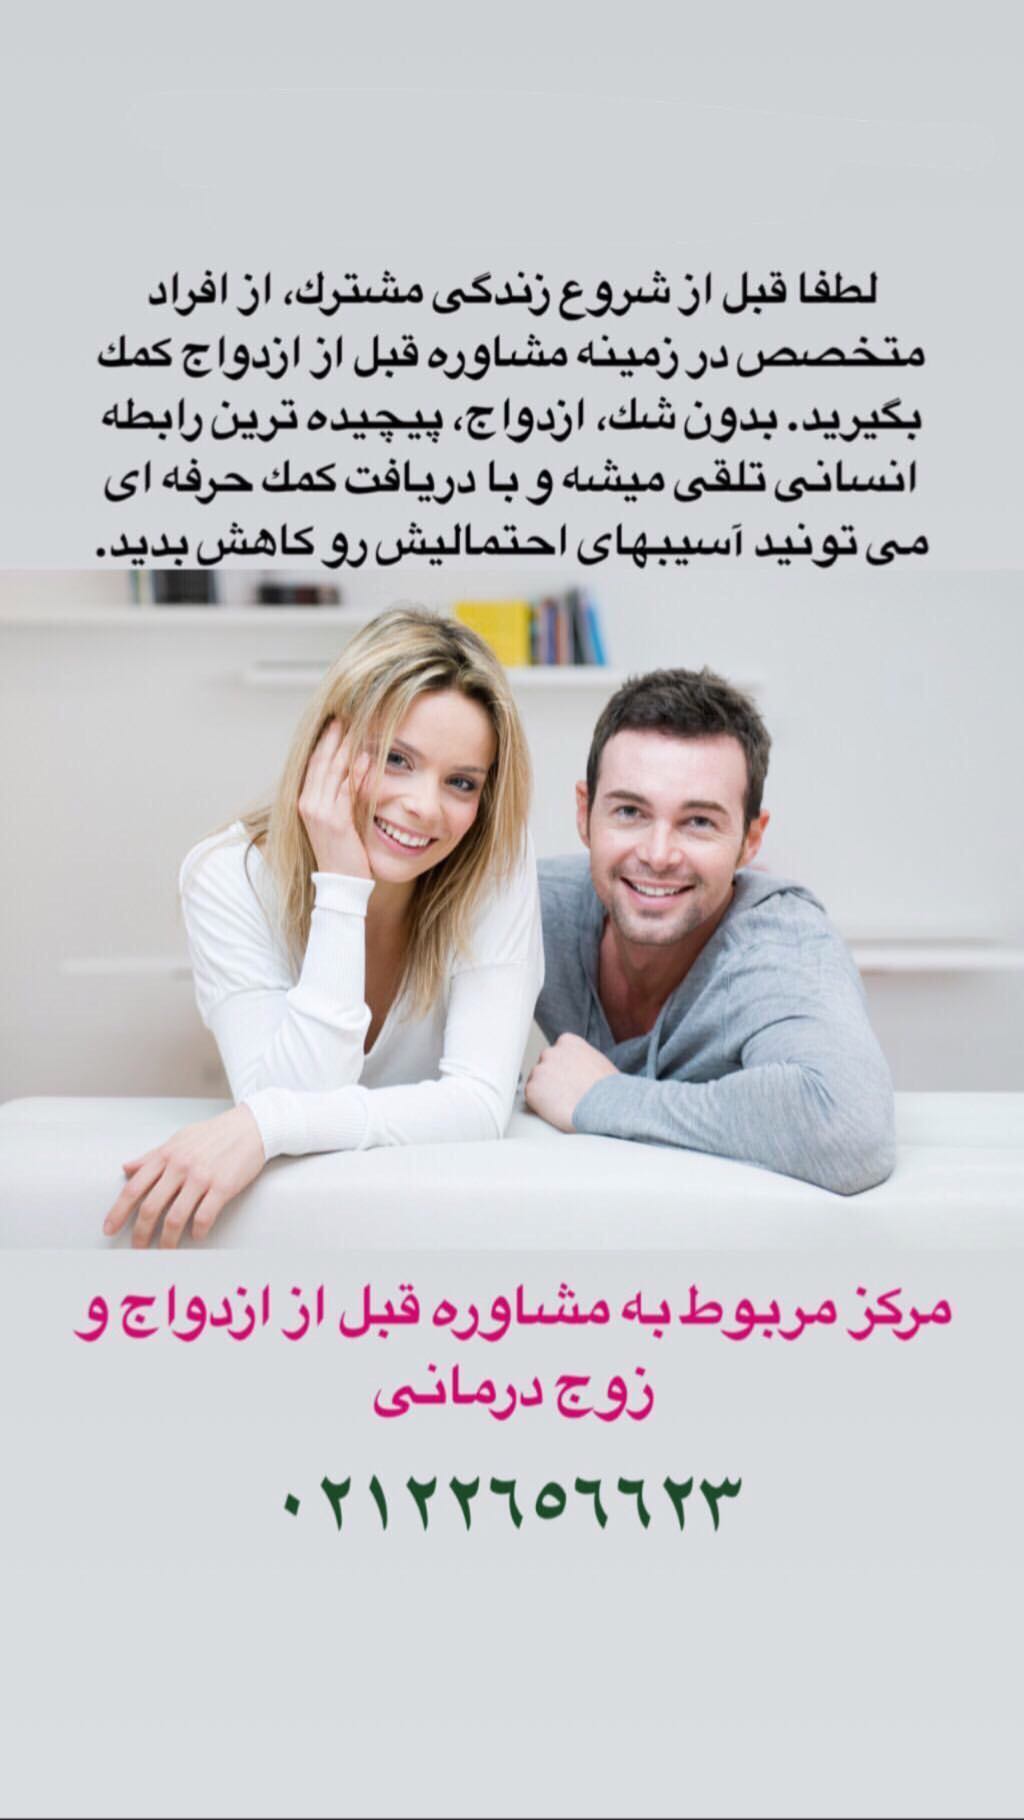 لطفا قبل از شروع زندگی مشترك، از افراد
متخصص در زمینه مشاوره قبل از ازدواج كمك
بگیرید. بدون شك، ازدواج، پیچیده ترین رابطه
انسانی تلقی میشه و با دریافت كمك حرفه ای
می تونید آسیبهای احتمالیش رو كاهش بدید.
مركز مربوط به مشاوره قبل از ازدواج و
زوج درمانی
٠٢١٢٢٦٥٦٦٢٣